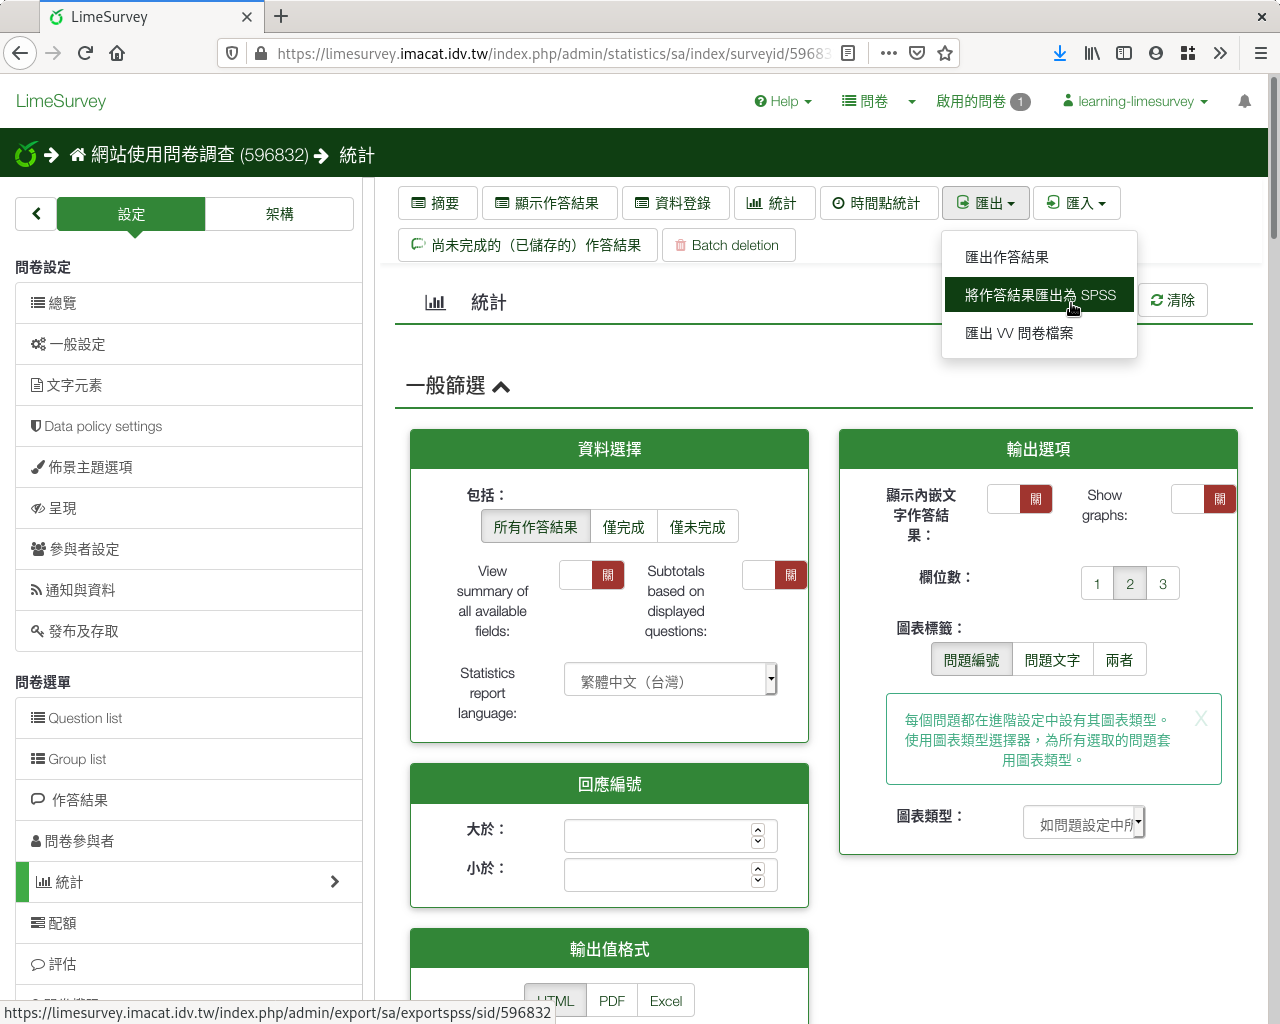 LimeSurvey
https://limesurvey.imacat.idv.tw/index.php/admin/statistics/sa/index/surveyid/59683
LimeSurvey
Help
問卷
啟用的問卷 1
learning-limesurvey
網站使用問卷調查 (596832)
統計
設定
架構
問卷設定
總覽
一般設定
文字元素
Data policy settings
佈景主題選項
呈現
參與者設定
通知與資料
發布及存取
問卷選單
Question list
Group list
作答結果
問卷參與者
統計
配額
評估
摘要
顯示作答結果
資料登錄
統計
時間點統計
匯出
匯入
尚未完成的（已儲存的）作答結果
Batch deletion
匯出作答結果
將作答結果匯出為 SPSS
匯出 VV 問卷檔案
統計
清除
一般篩選
資料選擇
包括：
所有作答結果
僅完成
僅未完成
View
summary of
all available
fields:
關
Subtotals
based on
displayed
questions:
關
Statistics
report
language:
繁體中文（台灣）
回應編號
大於：
小於：
輸出值格式
HTML
PDF
Excel
輸出選項
顯示內嵌文
字作答結
果：
關
Show
graphs:
關
欄位數：
1
2
3
圖表標籤：
問題編號
問題文字
兩者
每個問題都在進階設定中設有其圖表類型。
使用圖表類型選擇器，為所有選取的問題套
用圖表類型。
X
圖表類型：
如問題設定中所
https://limesurvey.imacat.idv.tw/index.php/admin/export/sa/exportspss/sid/596832